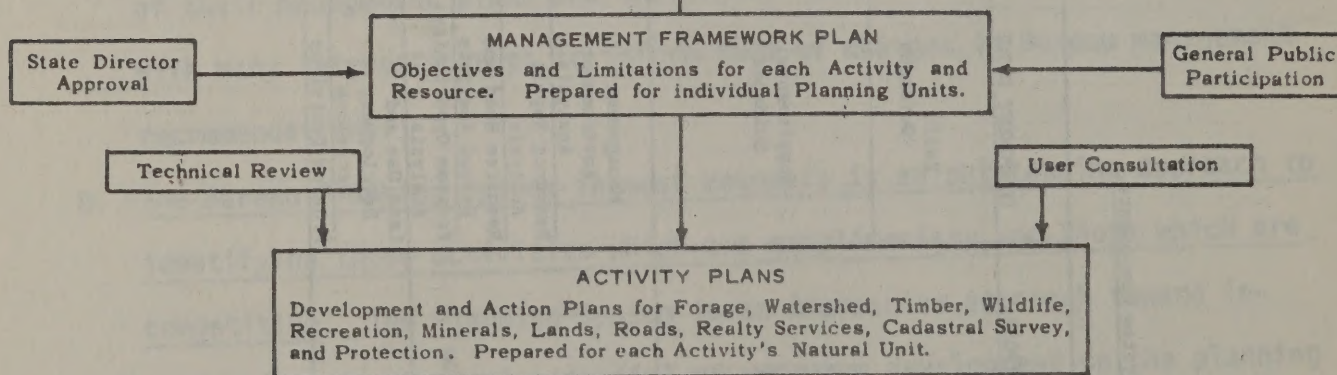 MANAGEMENT FRAMEWORK PLAN
Objectives and Limitations for each Activity and
Resource. Prepared for individual Planning Units.
State Director
Approval
General Public
Participation
Technical Review
User Consultation
ACTIVITY PLANS
Development and Action Plans for Forage, Watershed, Timber, Wildlife,
Recreation, Minerals, Lands, Roads, Realty Services, Cadastral Survey,
and Protection. Prepared for each Activity's Natural Unit.